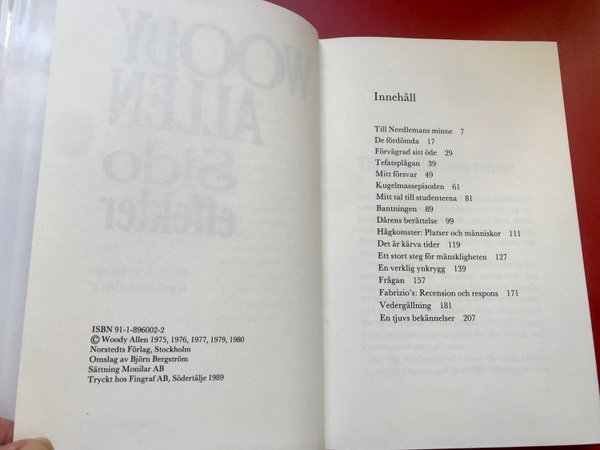 ISBN 91-1-896002-2
© Woody Allen 1975, 1976, 1977, 1979, 1980
Norstedts Förlag, Stockholm
Omslag av Björn Bergström
Sättning Monilar AB
Tryckt hos Fingraf AB, Södertälje 1989
Innehåll
Till Needlemans minne 7
De fördömda 17
Förvägrad sitt öde 29
Tefatsplågan 39
Mitt försvar 49
Kugelmassepisoden 61
Mitt tal till studenterna 81
Bantningen 89
Dårens berättelse 99
Hågkomster: Platser och människor 111
Det är kärva tider 119
Ett stort steg för mänskligheten 127
En verklig ynkrygg 139
Frågan 157
Fabrizio's: Recension och respons 171
Vedergällning 181
En tjuvs bekännelser 207